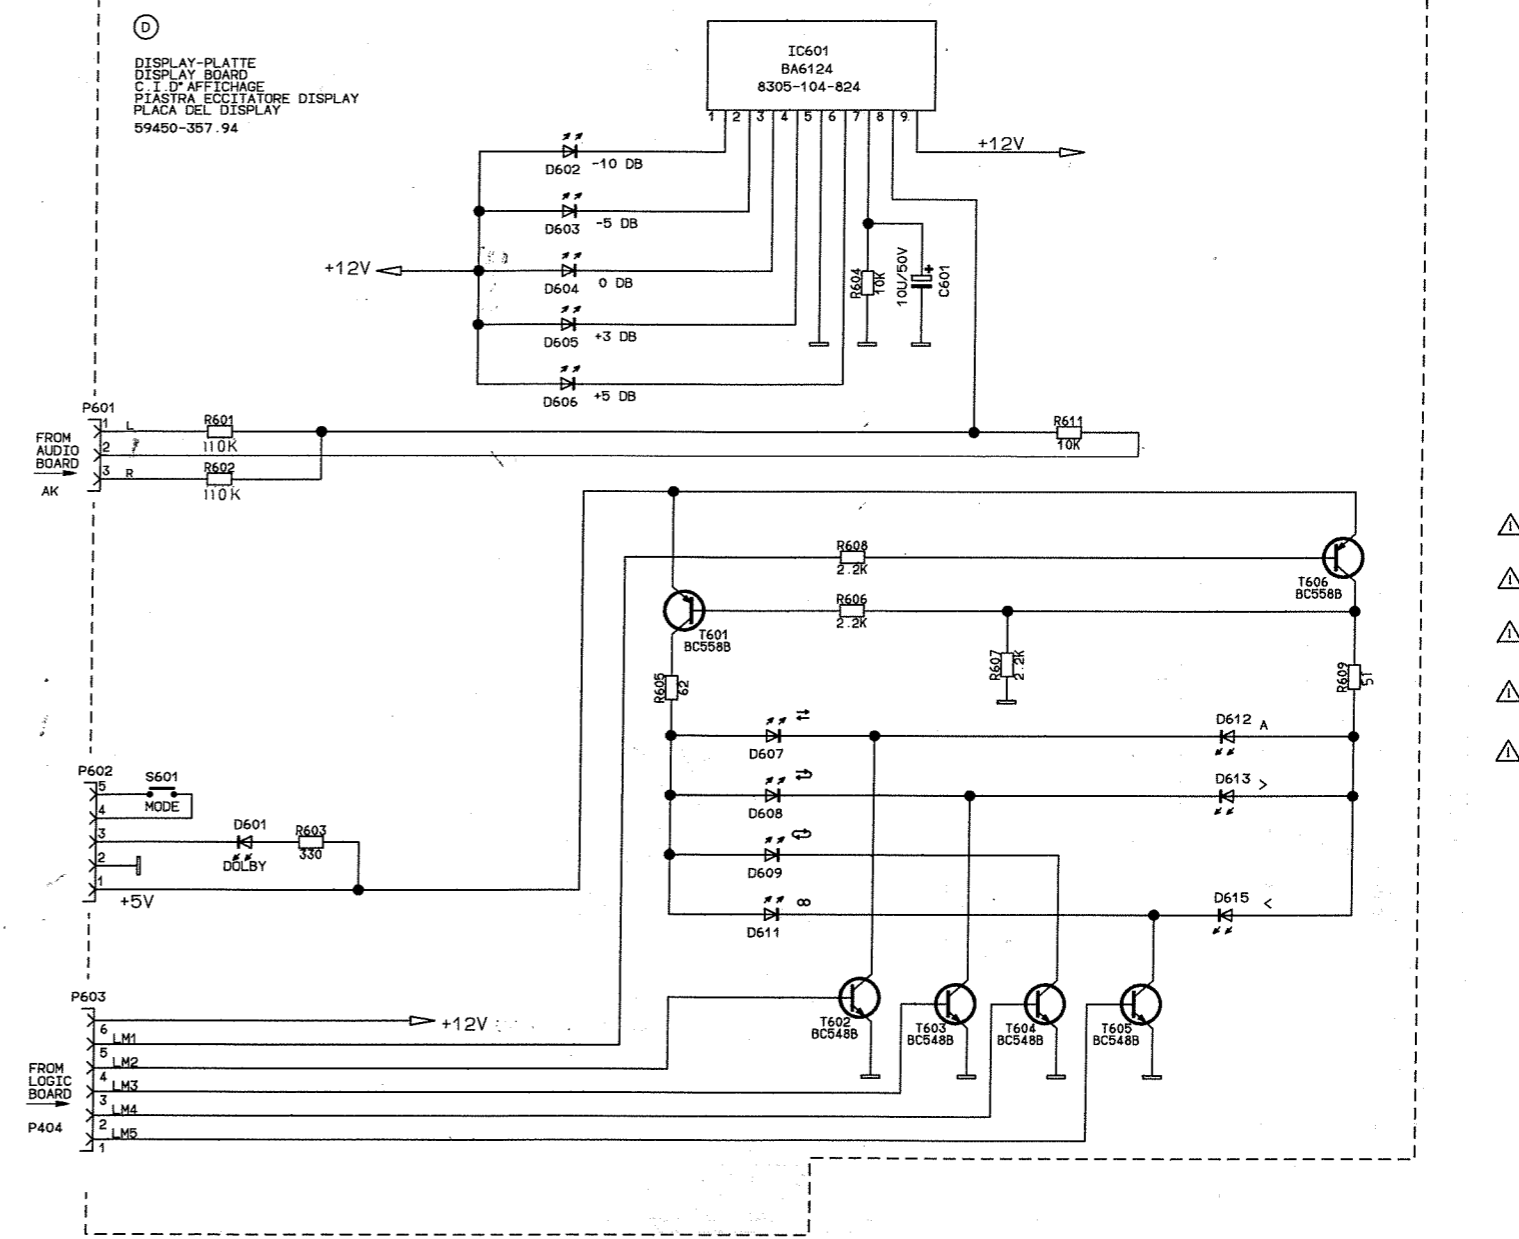 D
DISPLAY-PLATTE
DISPLAY BOARD
C.I.D'AFFICHAGE
PIASTRA ECCITATORE DISPLAY
PLACA DEL DISPLAY
59450-357.94
IC601
BA6124
8305-104-824
1 2 3 4 5 6 7 8 9
+12V
D602 -10 DB
D603 -5 DB
+12V
D604 0 DB
D605 +3 DB
D606 +5 DB
R604
10K
10U/50V
C601
P601
FROM
AUDIO
BOARD
AK
1 L
2
3 R
R601
110K
R602
110K
R611
10K
R608
2.2K
T606
BC558B
R606
2.2K
T601
BC558B
R607
2.2K
R605
62
R609
51
D607 ⇄
D612 A
D608
D613 >
D609
D611 ∞
D615 <
P602
5
4
3
2
1
S601
MODE
D601
DOLBY
R603
330
+5V
P603
+12V
6
LM1
5
LM2
4
LM3
3
LM4
2
LM5
1
FROM
LOGIC
BOARD
P404
T602
BC548B
T603
BC548B
T604
BC548B
T605
BC548B
!
!
!
!
!